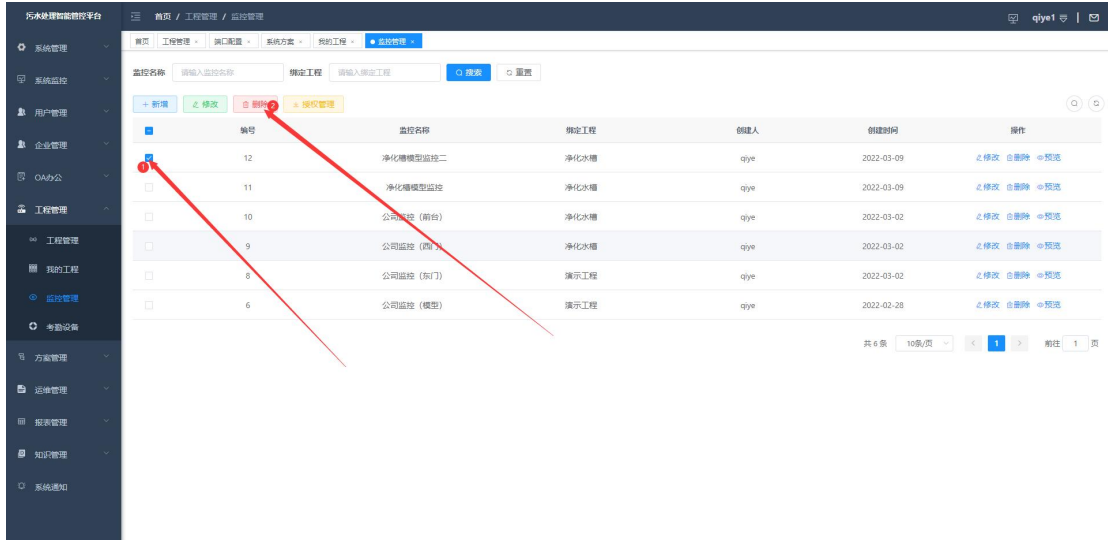 污水处理智能管控平台
首页 / 工程管理 / 监控管理
qiye1
首页 工程管理 × 端口配置 × 系统方案 × 我的工程 × 监控管理 ×
系统管理
系统监控
用户管理
企业管理
OA办公
工程管理
工程管理
我的工程
监控管理
考勤设备
方案管理
运维管理
报表管理
知识管理
系统通知
监控名称 请输入监控名称 绑定工程 请输入绑定工程 搜索 重置
+ 新增 修改 删除 2 授权管理
编号 监控名称 绑定工程 创建人 创建时间 操作
1
12 净化槽模型监控二 净化水槽 qiye 2022-03-09 修改 删除 预览
11 净化槽模型监控 净化水槽 qiye 2022-03-09 修改 删除 预览
10 公司监控（前台） 净化水槽 qiye 2022-03-02 修改 删除 预览
9 公司监控（西门） 净化水槽 qiye 2022-03-02 修改 删除 预览
8 公司监控（东门） 演示工程 qiye 2022-03-02 修改 删除 预览
6 公司监控（模型） 演示工程 qiye 2022-02-28 修改 删除 预览
共 6 条 10条/页 < 1 > 前往 1 页